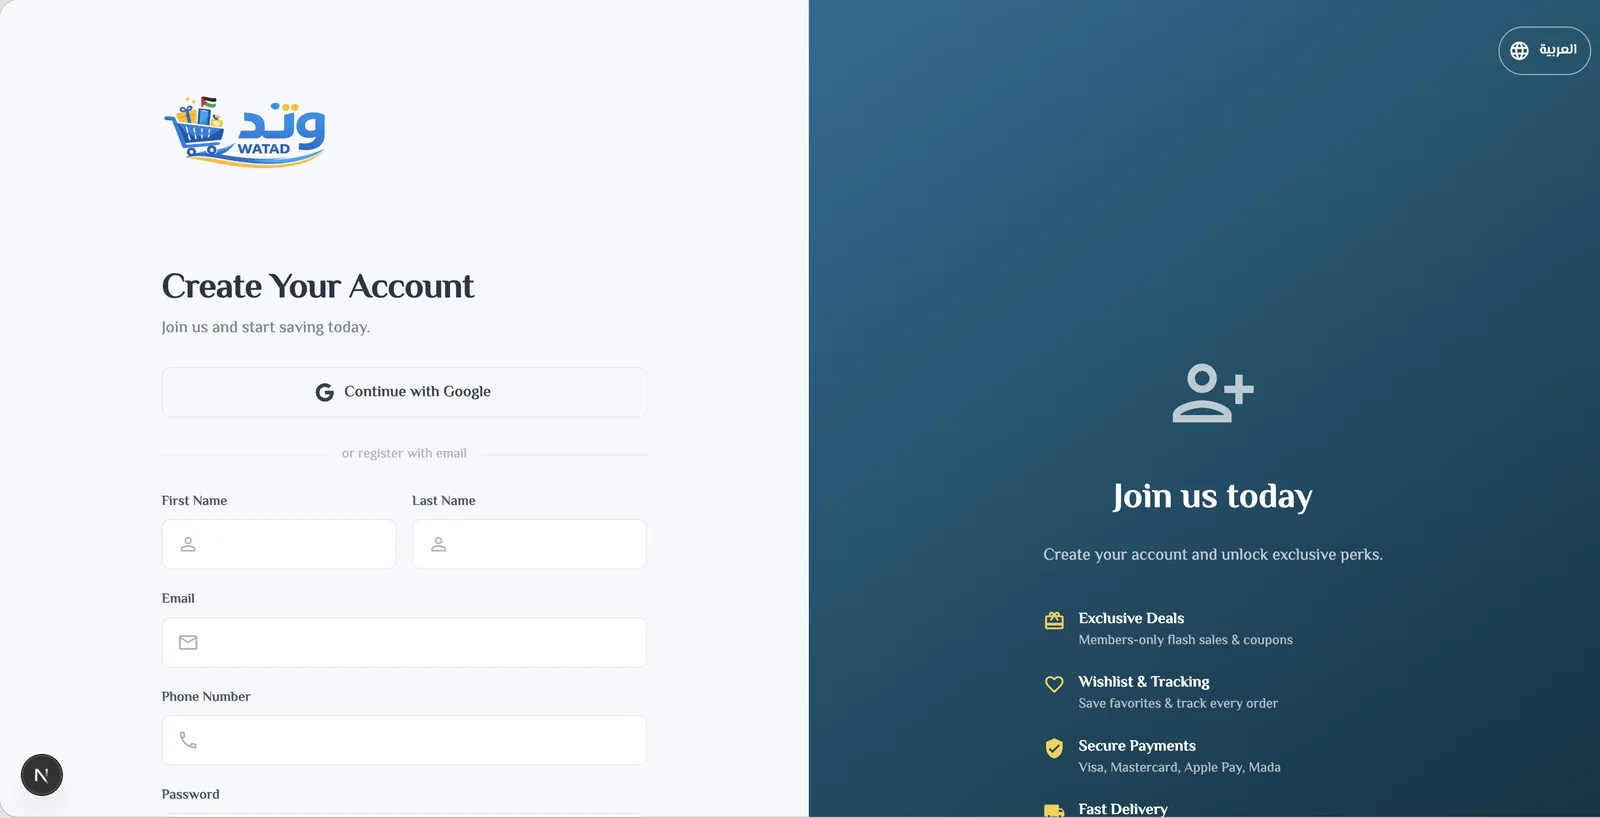 وتد
WATAD
Create Your Account
Join us and start saving today.
G Continue with Google
or register with email
First Name
Last Name
Email
Phone Number
Password
N
العربية
Join us today
Create your account and unlock exclusive perks.
Exclusive Deals
Members-only flash sales & coupons
Wishlist & Tracking
Save favorites & track every order
Secure Payments
Visa, Mastercard, Apple Pay, Mada
Fast Delivery